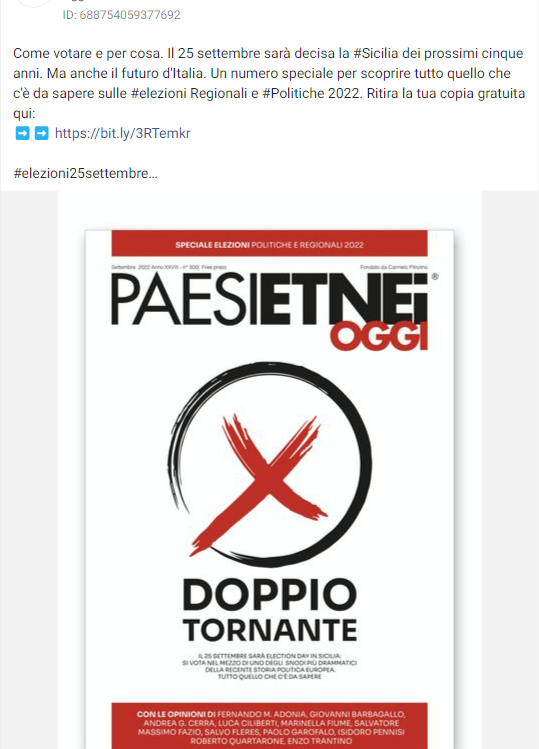 ID: 688754059377692
Come votare e per cosa. Il 25 settembre sarà decisa la #Sicilia dei prossimi cinque
anni. Ma anche il futuro d'Italia. Un numero speciale per scoprire tutto quello che
c'è da sapere sulle #elezioni Regionali e #Politiche 2022. Ritira la tua copia gratuita
qui:
➡️➡️ https://bit.ly/3RTemkr
#elezioni25settembre...
SPECIALE ELEZIONI POLITICHE E REGIONALI 2022
Settembre 2022 Anno XXVIII - n° 300, Free press
Fondato da Carmelo Pitrolino
PAESIETNEi®
OGGI
DOPPIO
TORNANTE
IL 25 SETTEMBRE SARÀ ELECTION DAY IN SICILIA:
SI VOTA NEL MEZZO DI UNO DEGLI SNODI PIÙ DRAMMATICI
DELLA RECENTE STORIA POLITICA EUROPEA.
TUTTO QUELLO CHE C'È DA SAPERE
CON LE OPINIONI DI FERNANDO M. ADONIA, GIOVANNI BARBAGALLO,
ANDREA G. CERRA, LUCA CILIBERTI, MARINELLA FIUME, SALVATORE
MASSIMO FAZIO, SALVO FLERES, PAOLO GAROFALO, ISIDORO PENNISI
ROBERTO QUARTARONE, ENZO TRANTINO